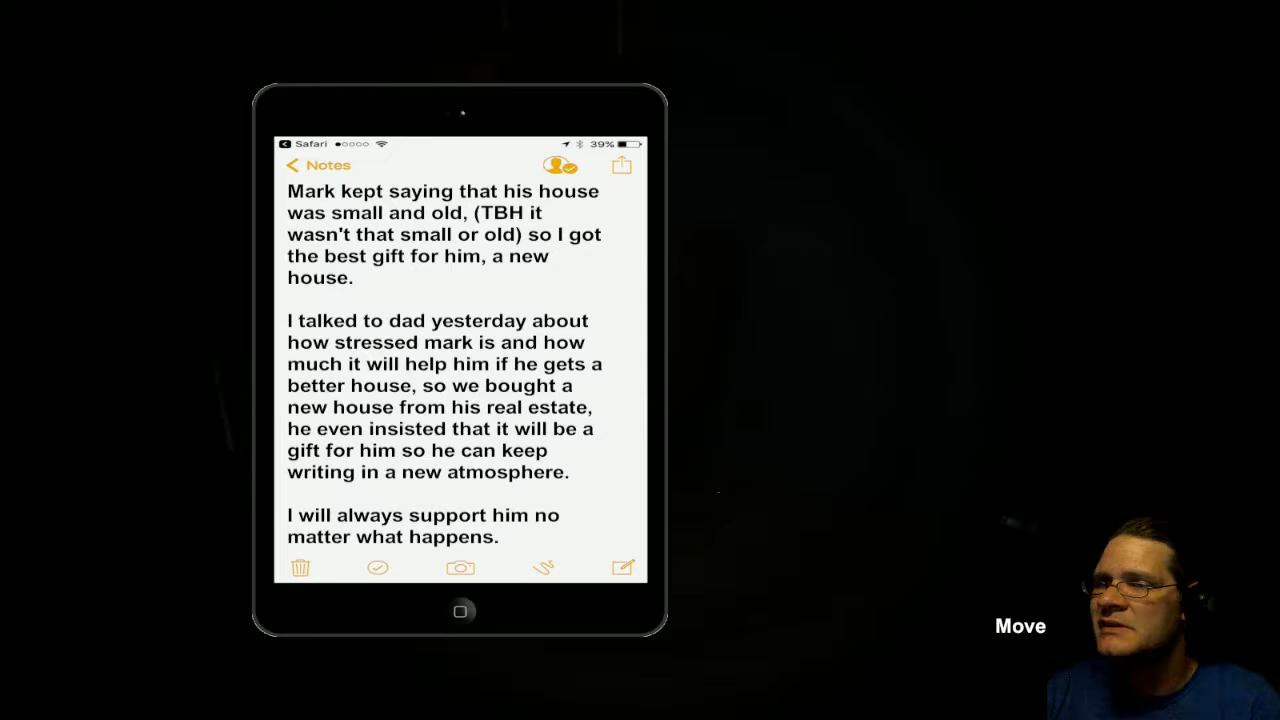 Safari
39%
Notes
Mark kept saying that his house
was small and old, (TBH it
wasn't that small or old) so I got
the best gift for him, a new
house.
I talked to dad yesterday about
how stressed mark is and how
much it will help him if he gets a
better house, so we bought a
new house from his real estate,
he even insisted that it will be a
gift for him so he can keep
writing in a new atmosphere.
I will always support him no
matter what happens.
Move